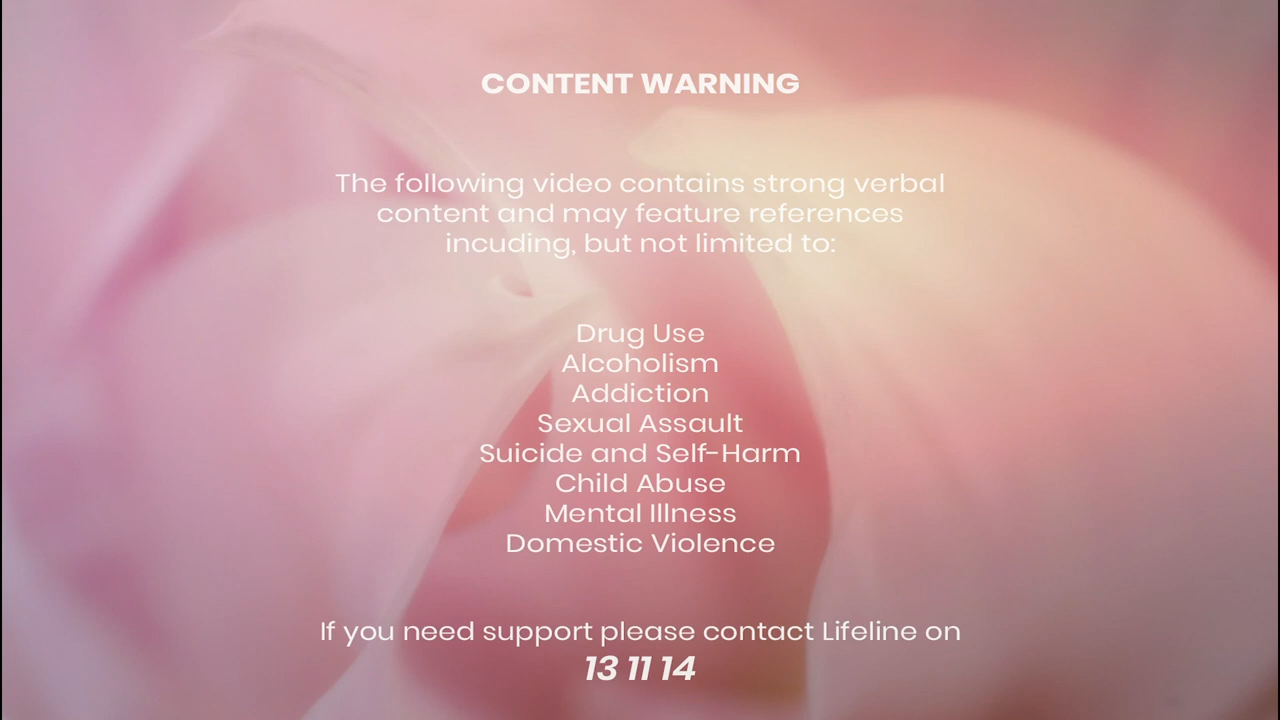 CONTENT WARNING
The following video contains strong verbal
content and may feature references
incuding, but not limited to:
Drug Use
Alcoholism
Addiction
Sexual Assault
Suicide and Self-Harm
Child Abuse
Mental Illness
Domestic Violence
If you need support please contact Lifeline on
13 11 14